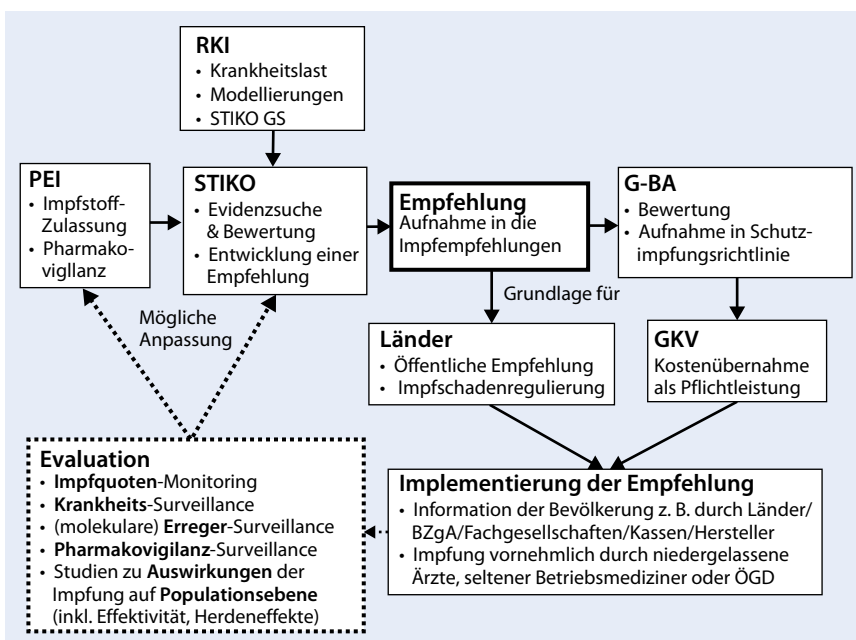 RKI
• Krankheitslast
• Modellierungen
• STIKO GS
PEI
• Impfstoff-
Zulassung
• Pharmako-
vigllanz
STIKO
• Evidenzsuche
& Bewertung
• Entwicklung einer
Empfehlung
Empfehlung
Aufnahme in die
Impfempfehlungen
G-BA
• Bewertung
• Aufnahme in Schutz-
impfungsrichtlinie
Mögliche
Anpassung
Grundlage für
Länder
• Öffentliche Empfehlung
• Impfschadenregulierung
GKV
Kostenübernahme
als Pflichtleistung
Evaluation
• Impfquoten-Monitoring
• Krankheits-Surveillance
• (molekulare) Erreger-Surveillance
• Pharmakovigilanz-Surveillance
• Studien zu Auswirkungen der
Impfung auf Populationsebene
(inkl. Effektivität, Herdeneffekte)
Implementierung der Empfehlung
• Information der Bevölkerung z. B. durch Länder/
BZgA/Fachgesellschaften/Kassen/Hersteller
• Impfung vornehmlich durch niedergelassene
Ärzte, seltener Betriebsmediziner oder ÖGD